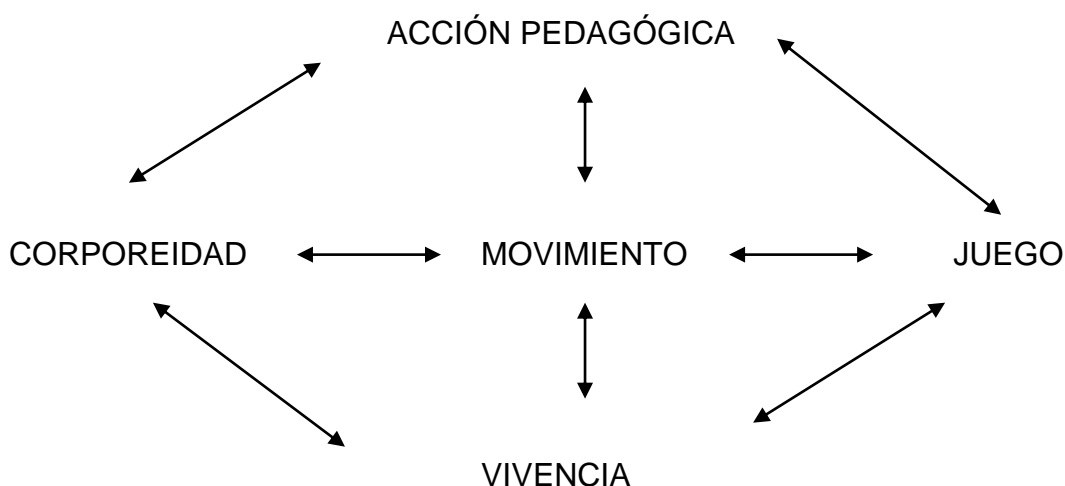 ACCIÓN PEDAGÓGICA
CORPOREIDAD MOVIMIENTO JUEGO
VIVENCIA